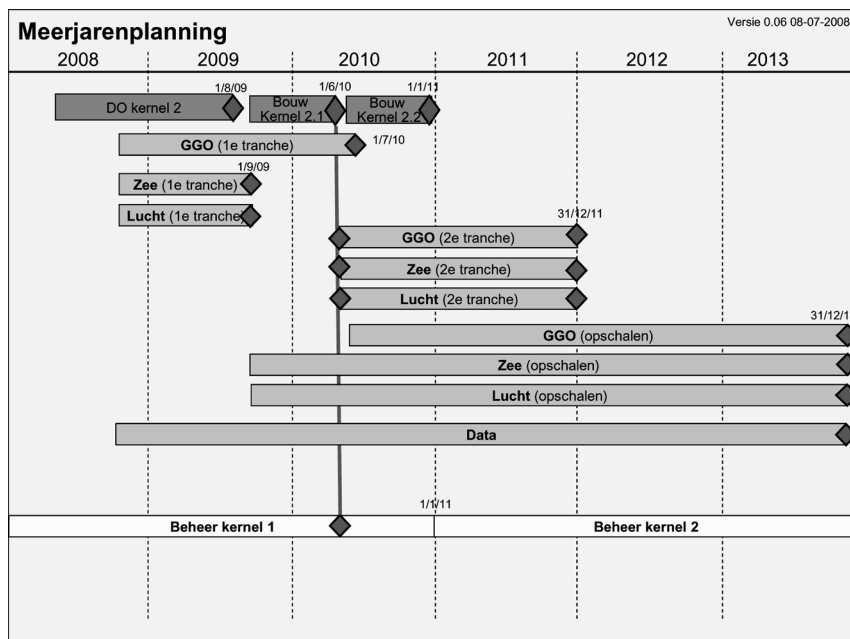 Versie 0.06 08-07-2008
Meerjarenplanning
2008 2009 2010 2011 2012 2013
1/8/09 1/6/10 1/1/11
DO kernel 2
Bouw
Kernel 2.1
Bouw
Kernel 2.2
GGO (1e tranche) 1/7/10
1/9/09
Zee (1e tranche)
Lucht (1e tranche)
31/12/11
GGO (2e tranche)
Zee (2e tranche)
Lucht (2e tranche)
31/12/1
GGO (opschalen)
Zee (opschalen)
Lucht (opschalen)
Data
1/1/11
Beheer kernel 1 Beheer kernel 2